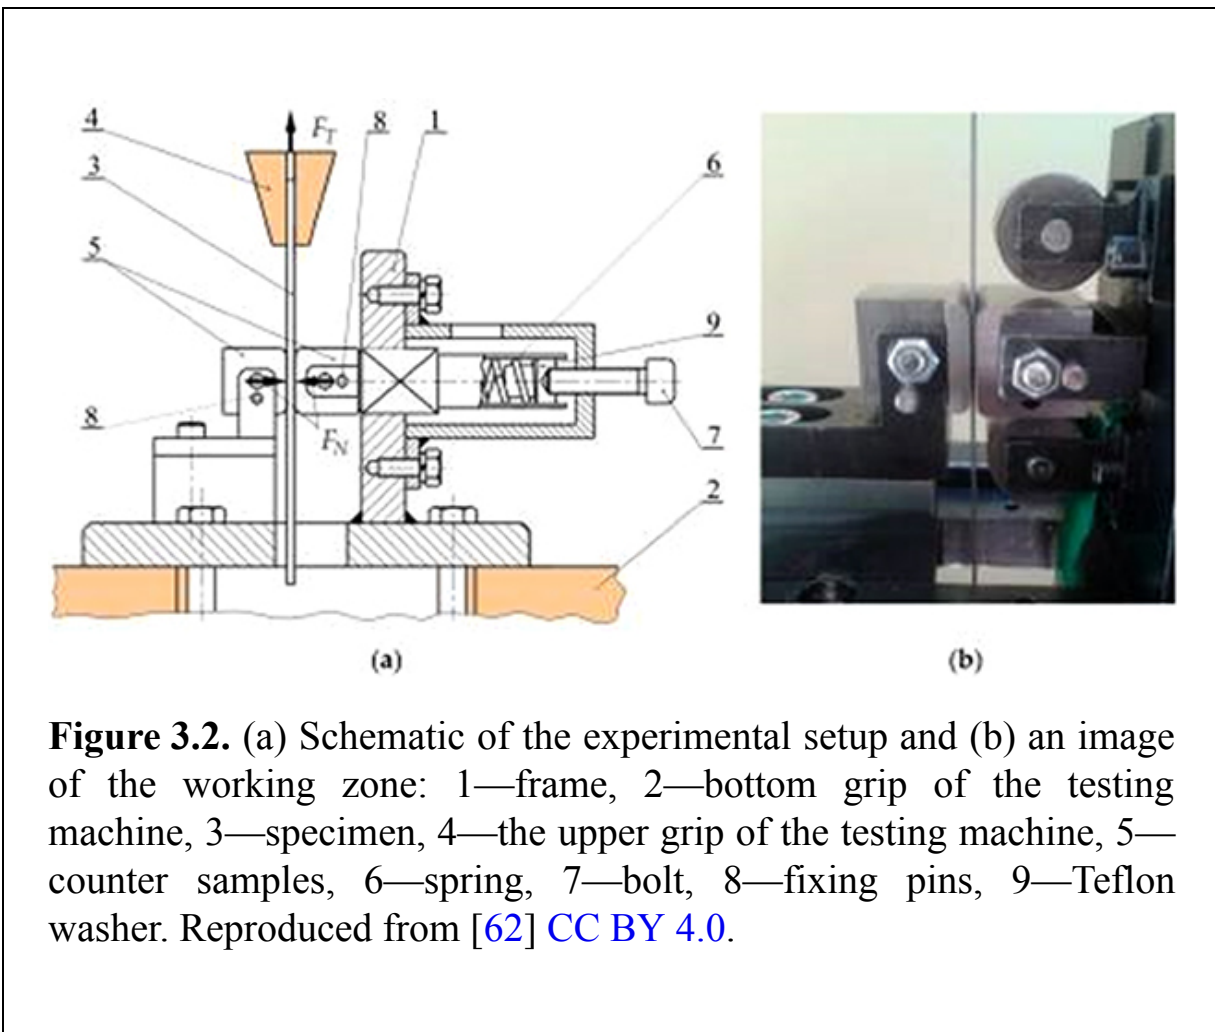 4
F_T
8
1
3
6
5
9
8
F_N
7
2
(a)
(b)
Figure 3.2. (a) Schematic of the experimental setup and (b) an image
of the working zone: 1—frame, 2—bottom grip of the testing
machine, 3—specimen, 4—the upper grip of the testing machine, 5—
counter samples, 6—spring, 7—bolt, 8—fixing pins, 9—Teflon
washer. Reproduced from [62] CC BY 4.0.